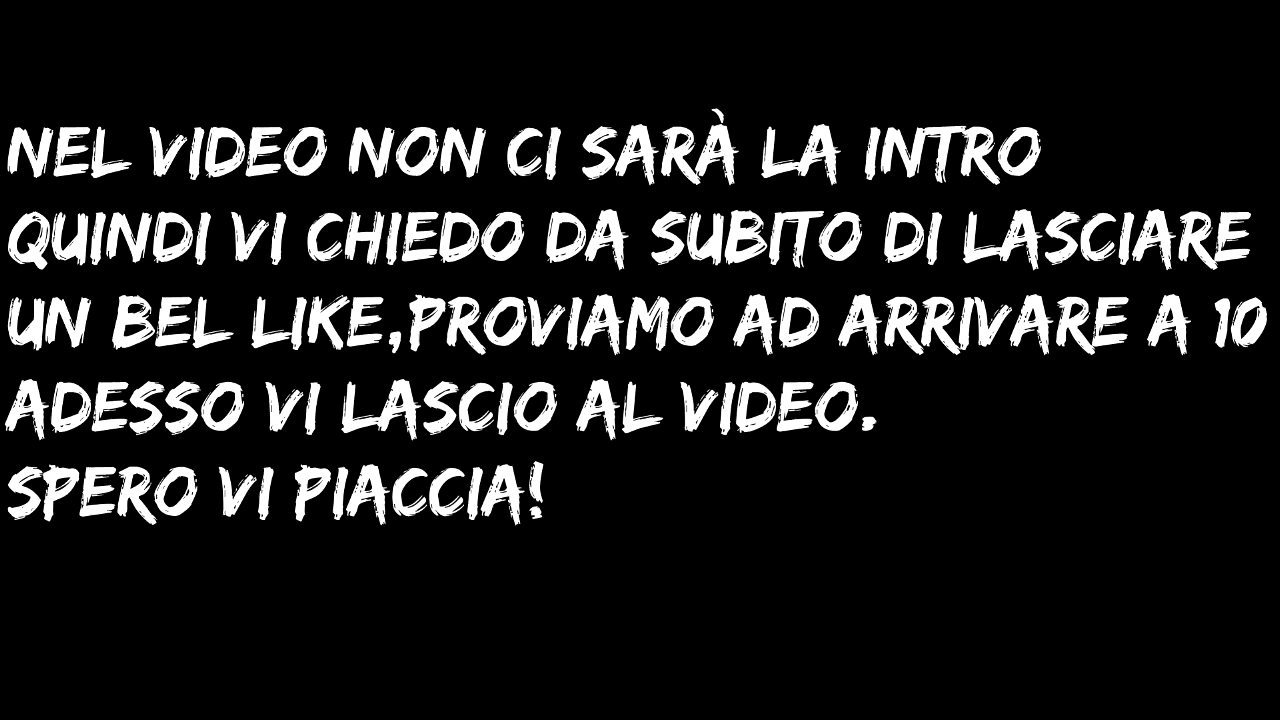 NEL VIDEO NON CI SARÀ LA INTRO
QUINDI VI CHIEDO DA SUBITO DI LASCIARE
UN BEL LIKE,PROVIAMO AD ARRIVARE A 10
ADESSO VI LASCIO AL VIDEO.
SPERO VI PIACCIA!